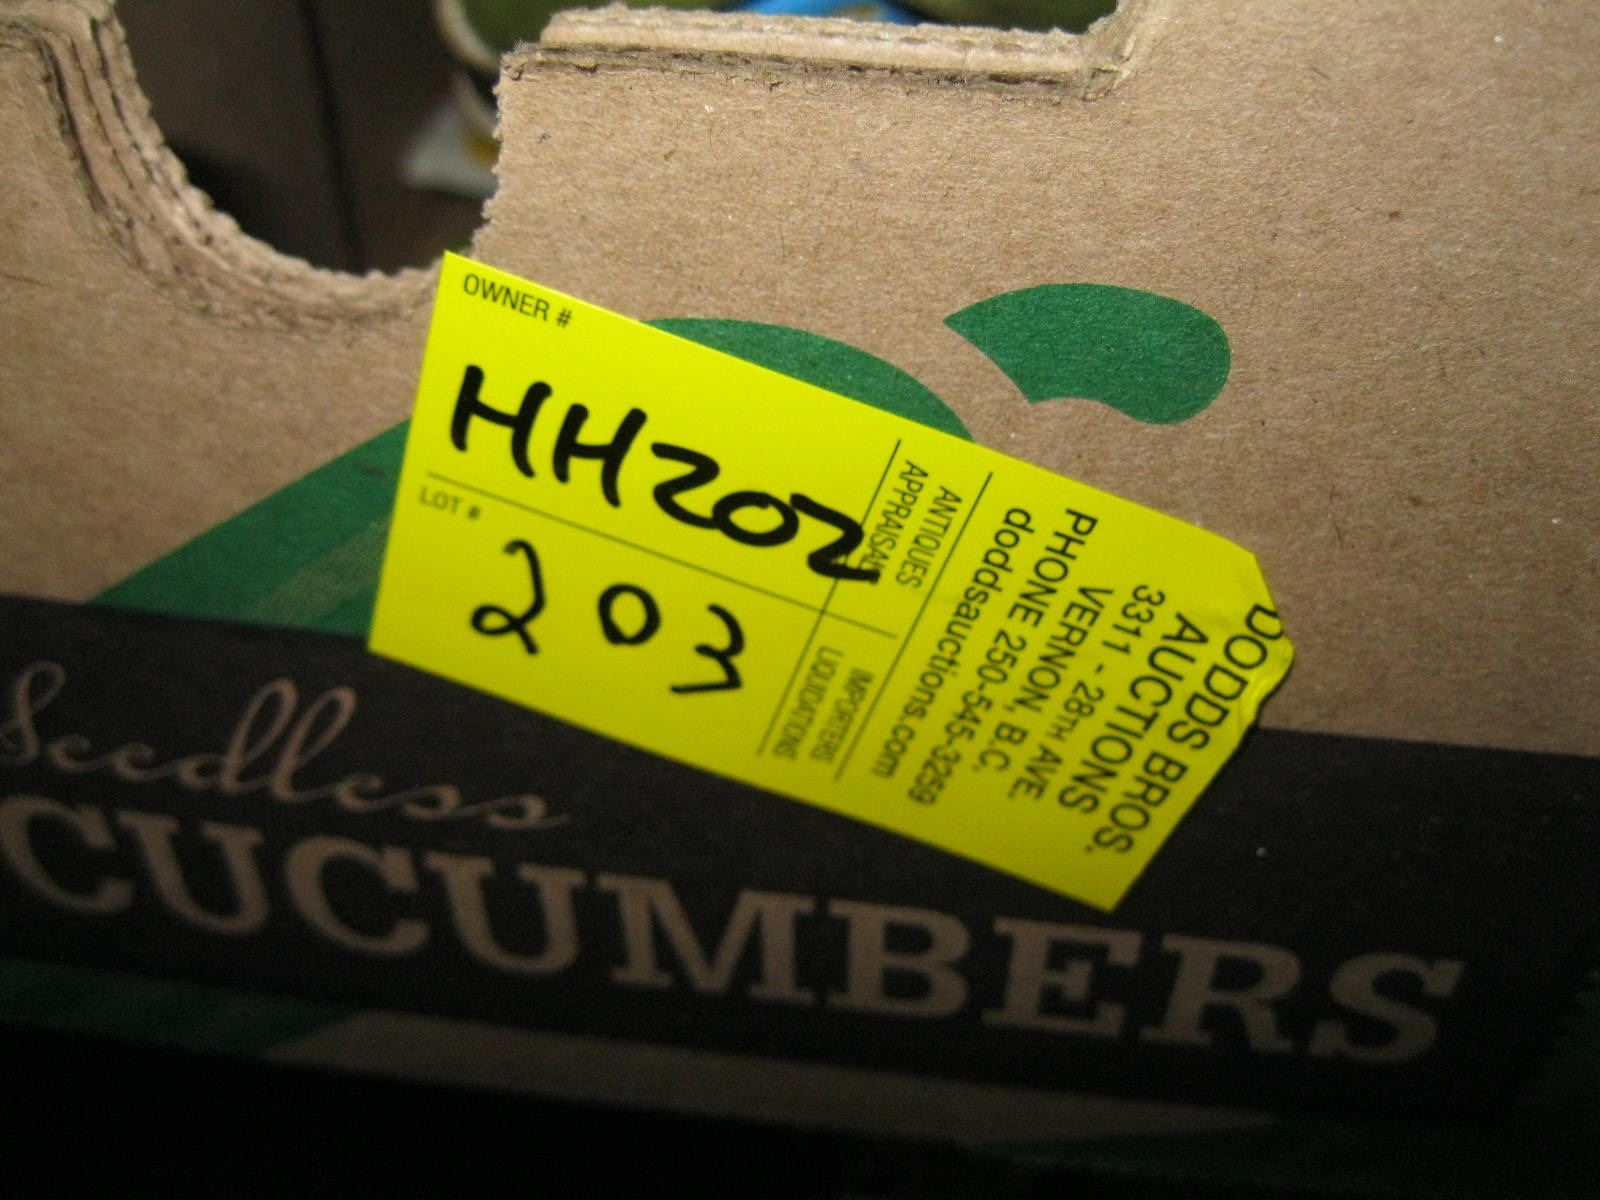 OWNER #
HH202
LOT #
203
ANTIQUES
APPRAISALS
IMPORTERS
LIQUIDATIONS
DODDS BROS.
AUCTIONS
3311 - 28TH AVE.
VERNON, B.C.
PHONE 250-545-3259
doddsauctions.com
Seedless
CUCUMBERS